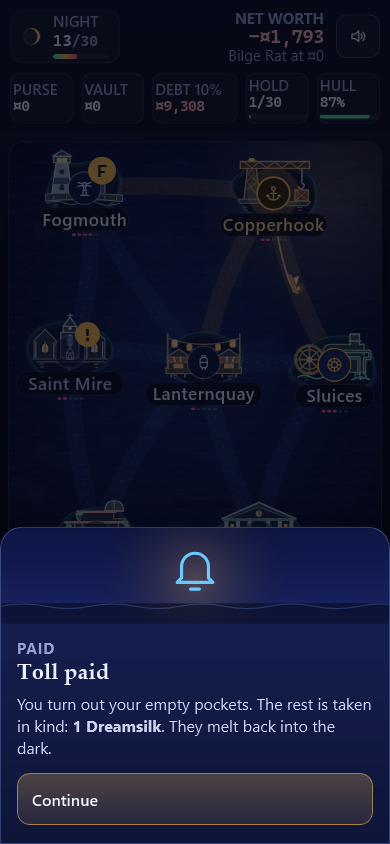 NIGHT
13/30
NET WORTH
−¤1,793
Bilge Rat at ¤0
PURSE
¤0
VAULT
¤0
DEBT 10%
¤9,308
HOLD
1/30
HULL
87%
F
Fogmouth
Copperhook
!
Saint Mire
Lanternquay
Sluices
PAID
Toll paid
You turn out your empty pockets. The rest is taken
in kind: 1 Dreamsilk. They melt back into the
dark.
Continue